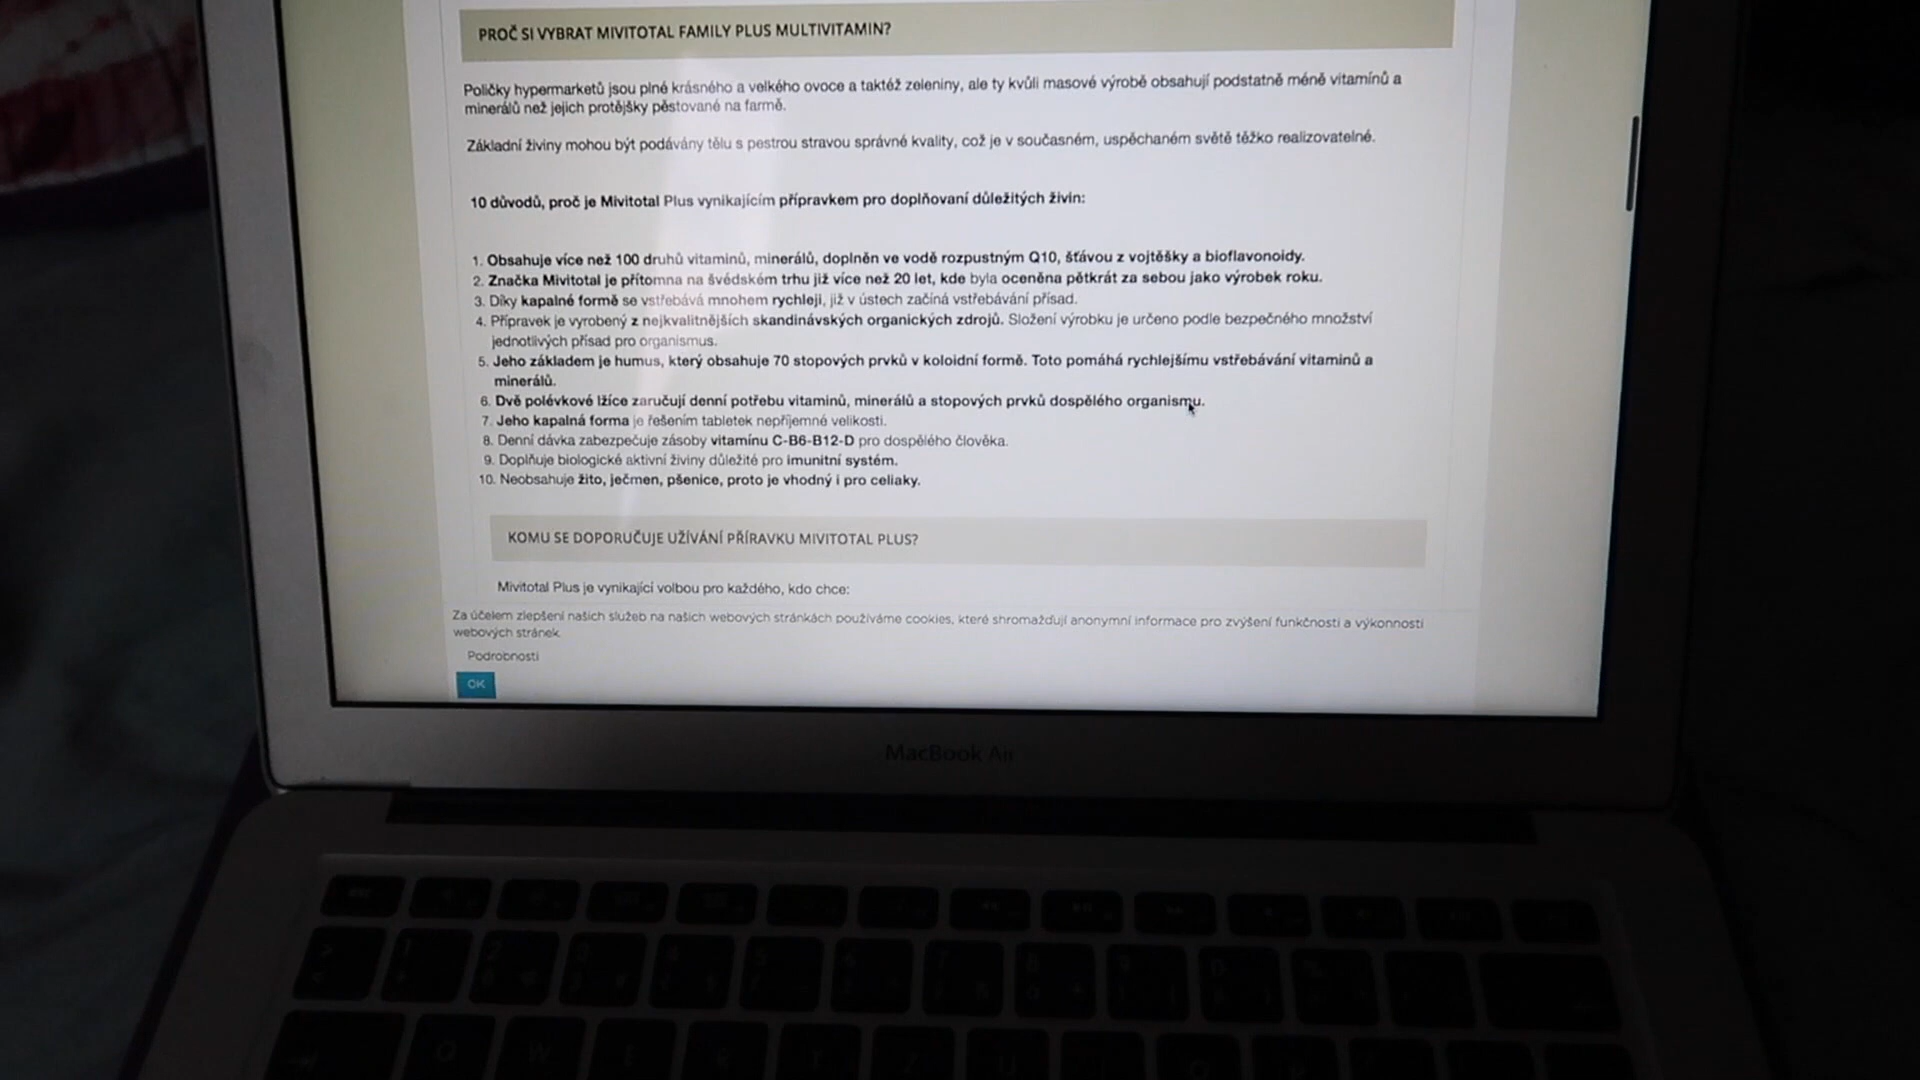 PROČ SI VYBRAT MIVITOTAL FAMILY PLUS MULTIVITAMIN?
Poličky hypermarketů jsou plné krásného a velkého ovoce a taktéž zeleniny, ale ty kvůli masové výrobě obsahují podstatně méně vitamínů a
minerálů než jejich protějšky pěstované na farmě.
Základní živiny mohou být podávány tělu s pestrou stravou správné kvality, což je v současném, uspěchaném světě těžko realizovatelné.
10 důvodů, proč je Mivitotal Plus vynikajícím přípravkem pro doplňovaní důležitých živin:
1. Obsahuje více než 100 druhů vitaminů, minerálů, doplněn ve vodě rozpustným Q10, šťávou z vojtěšky a bioflavonoidy.
2. Značka Mivitotal je přítomna na švédském trhu již více než 20 let, kde byla oceněna pětkrát za sebou jako výrobek roku.
3. Díky kapalné formě se vstřebává mnohem rychleji, již v ústech začíná vstřebávání přísad.
4. Přípravek je vyrobený z nejkvalitnějších skandinávských organických zdrojů. Složení výrobku je určeno podle bezpečného množství
jednotlivých přísad pro organismus.
5. Jeho základem je humus, který obsahuje 70 stopových prvků v koloidní formě. Toto pomáhá rychlejšímu vstřebávání vitaminů a
minerálů.
6. Dvě polévkové lžíce zaručují denní potřebu vitaminů, minerálů a stopových prvků dospělého organismu.
7. Jeho kapalná forma je řešením tabletek nepříjemné velikosti.
8. Denní dávka zabezpečuje zásoby vitamínu C-B6-B12-D pro dospělého člověka.
9. Doplňuje biologické aktivní živiny důležité pro imunitní systém.
10. Neobsahuje žito, ječmen, pšenice, proto je vhodný i pro celiaky.
KOMU SE DOPORUČUJE UŽÍVÁNÍ PŘÍRAVKU MIVITOTAL PLUS?
Mivitotal Plus je vynikající volbou pro každého, kdo chce:
Za účelem zlepšení našich služeb na našich webových stránkách používáme cookies, které shromažďují anonymní informace pro zvýšení funkčnosti a výkonnosti
webových stránek
Podrobnosti
OK
MacBook Air